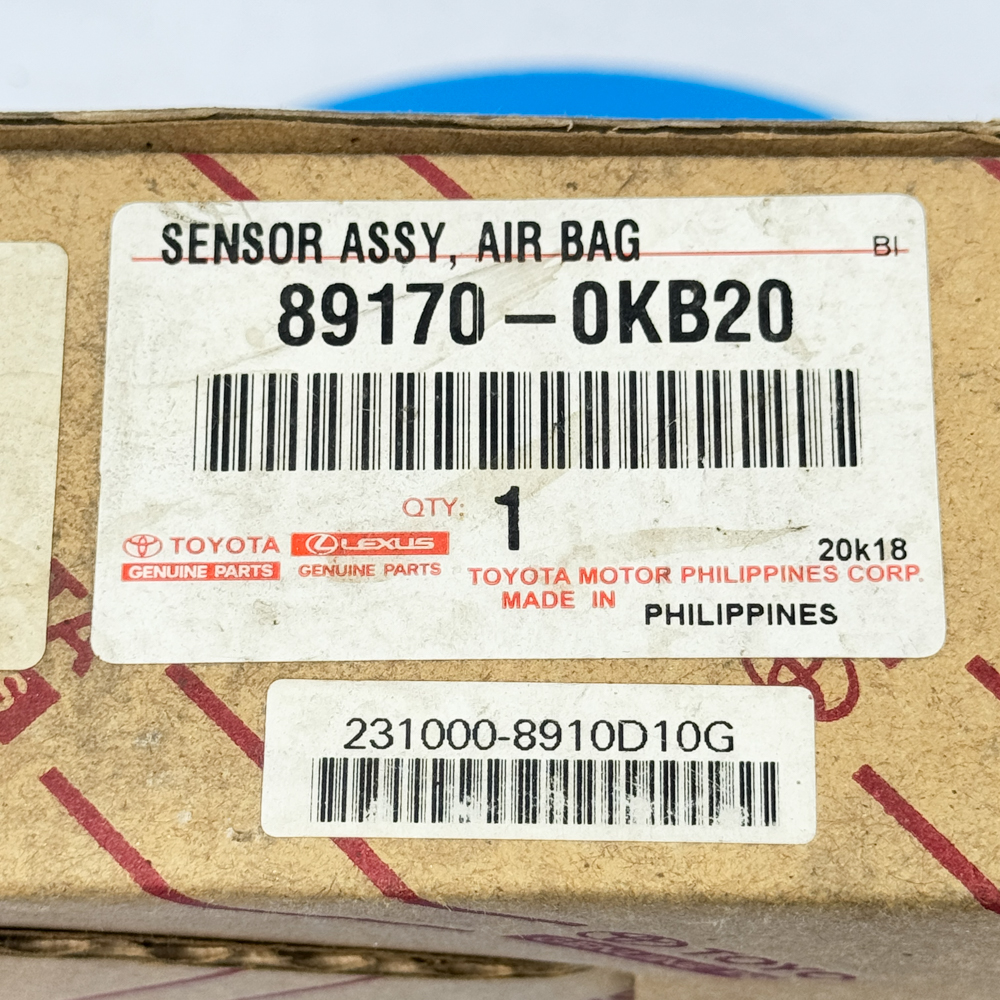 SENSOR ASSY, AIR BAG
BI
89170-0KB20
QTY: 1
TOYOTA LEXUS
GENUINE PARTS GENUINE PARTS
20k18
TOYOTA MOTOR PHILIPPINES CORP.
MADE IN PHILIPPINES
231000-8910D10G
TOYO